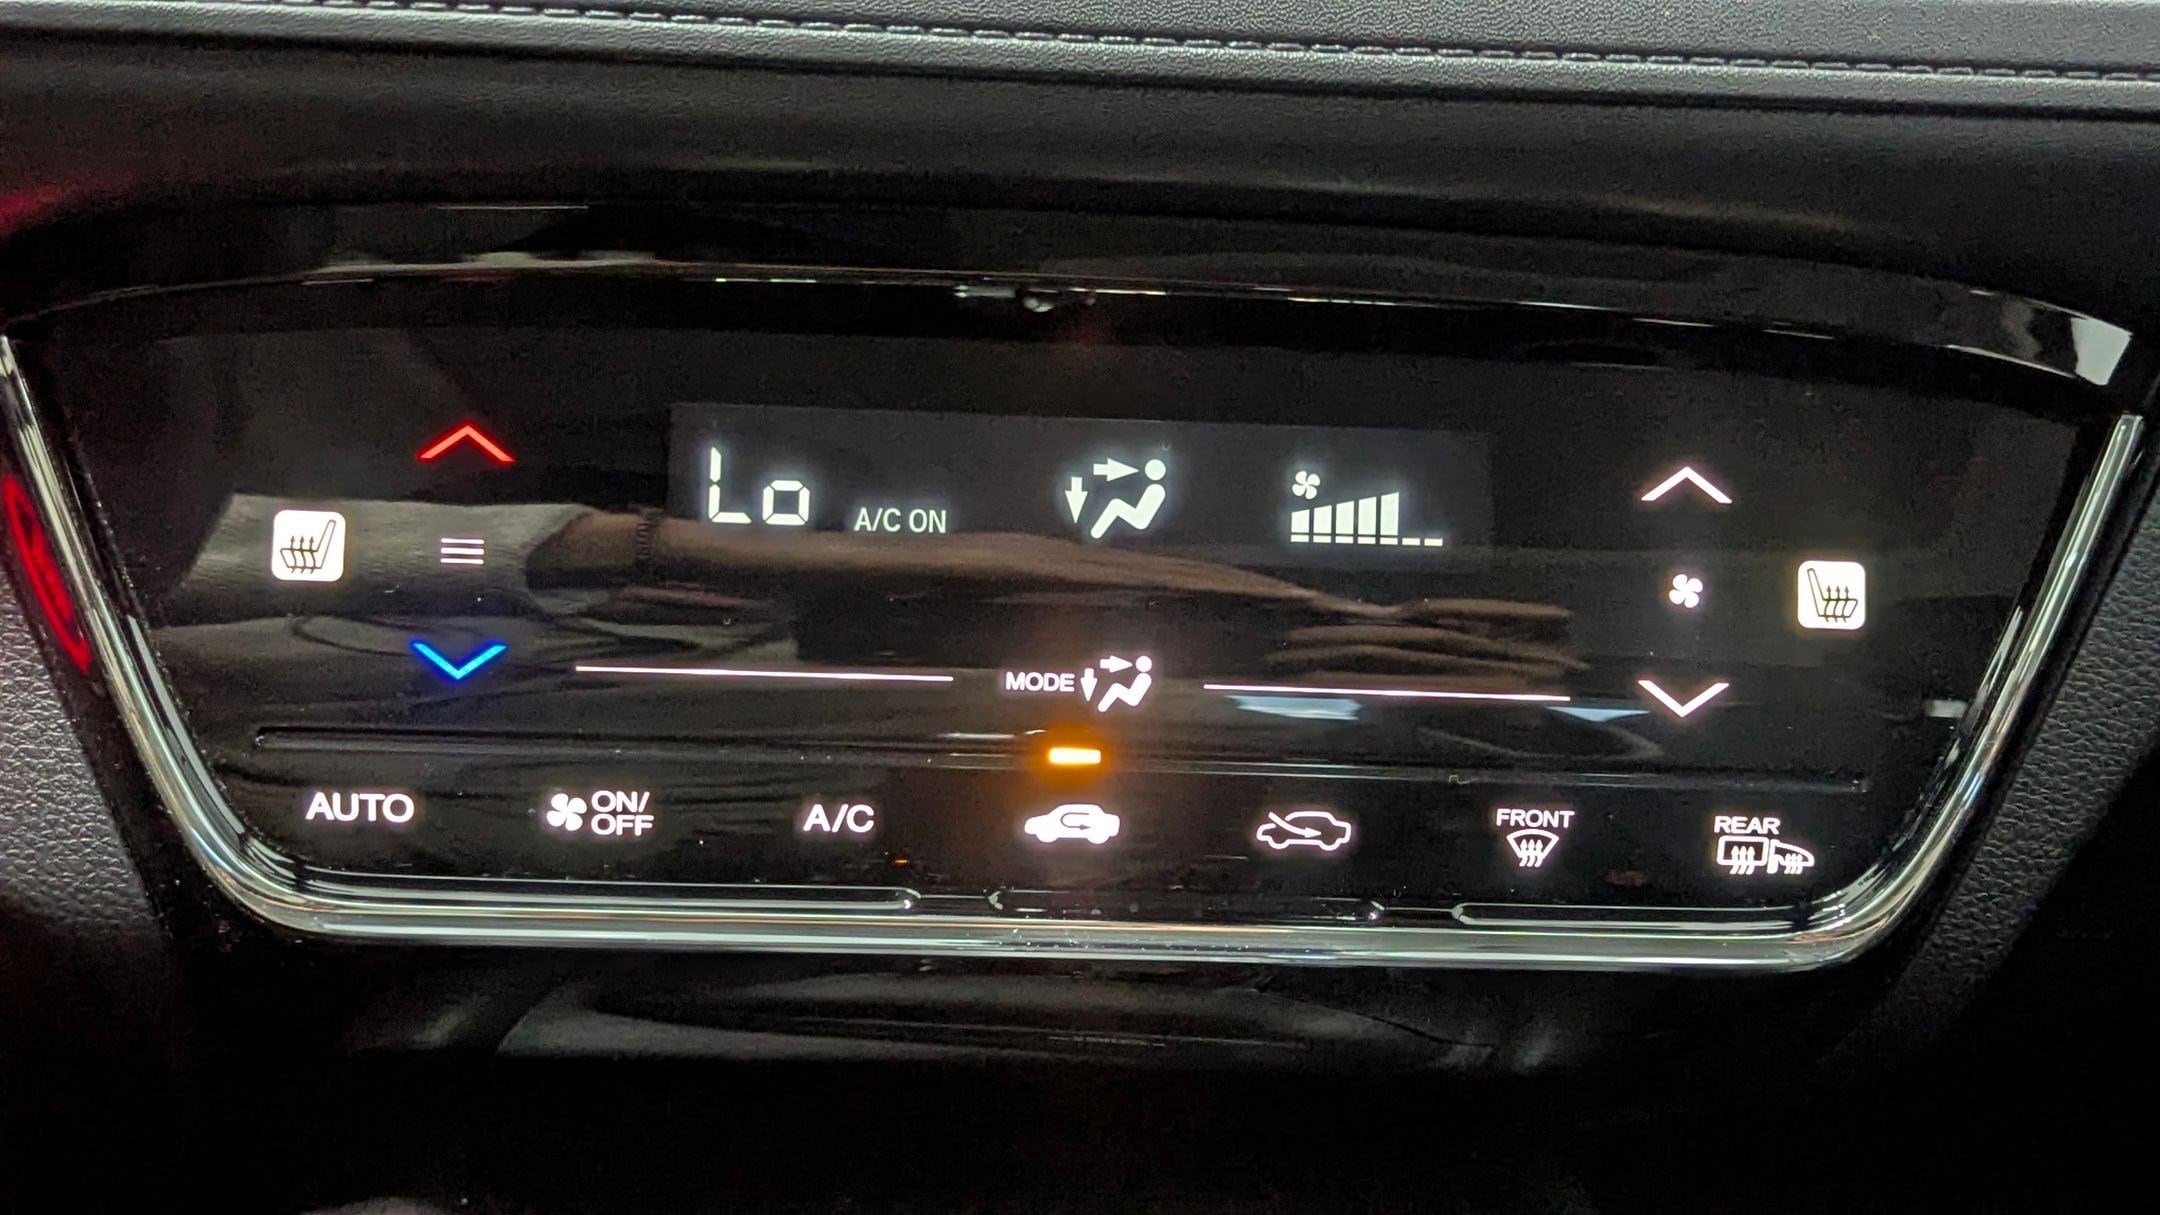 Lo
A/C ON
MODE
AUTO
ON/
OFF
A/C
FRONT
REAR